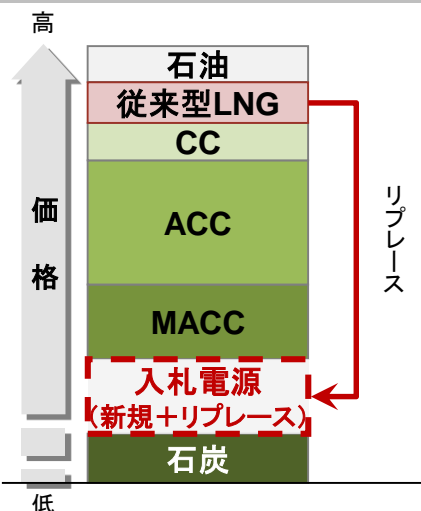 高
石油
従来型LNG
CC
ACC
MACC
入札電源
(新規＋リプレース)
石炭
価格
低
リプレース